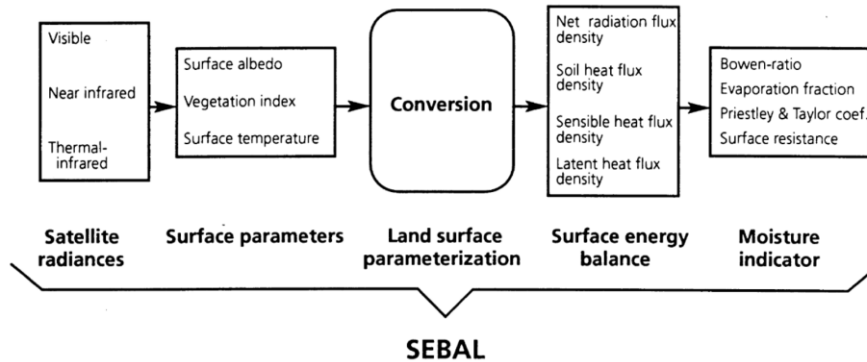 Visible
Near infrared
Thermal-
infrared
Surface albedo
Vegetation index
Surface temperature
Conversion
Net radiation flux
density
Soil heat flux
density
Sensible heat flux
density
Latent heat flux
density
Bowen-ratio
Evaporation fraction
Priestley & Taylor coef.
Surface resistance
Satellite
radiances
Surface parameters
Land surface
parameterization
Surface energy
balance
Moisture
indicator
SEBAL